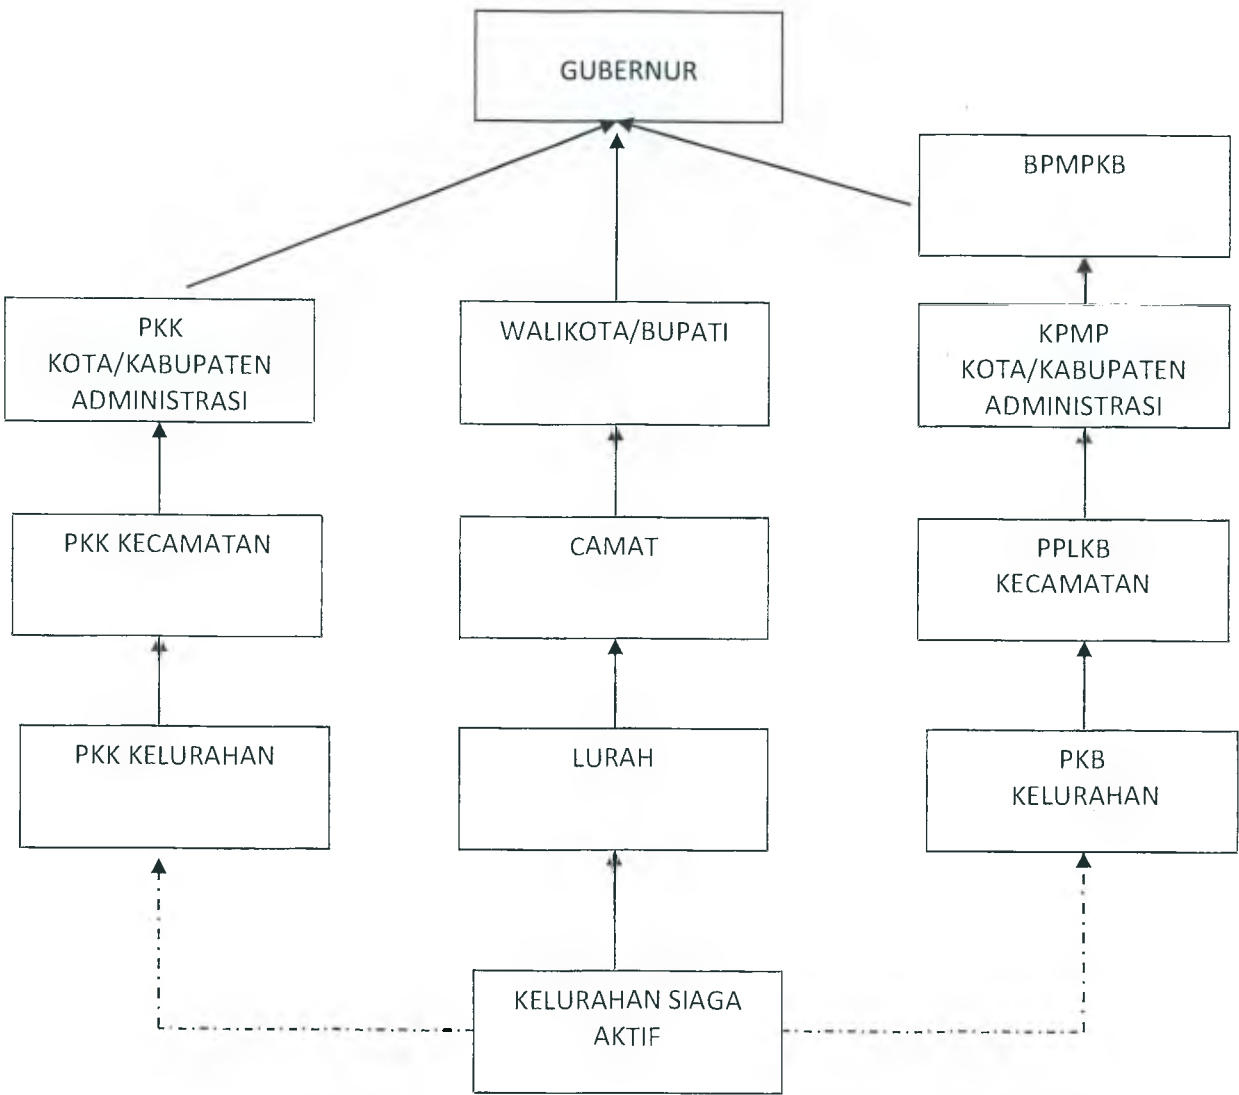 GUBERNUR
BPMPKB
PKK
KOTA/KABUPATEN
ADMINISTRASI
WALIKOTA/BUPATI
KPMP
KOTA/KABUPATEN
ADMINISTRASI
PKK KECAMATAN
CAMAT
PPLKB
KECAMATAN
PKK KELURAHAN
LURAH
PKB
KELURAHAN
KELURAHAN SIAGA
AKTIF